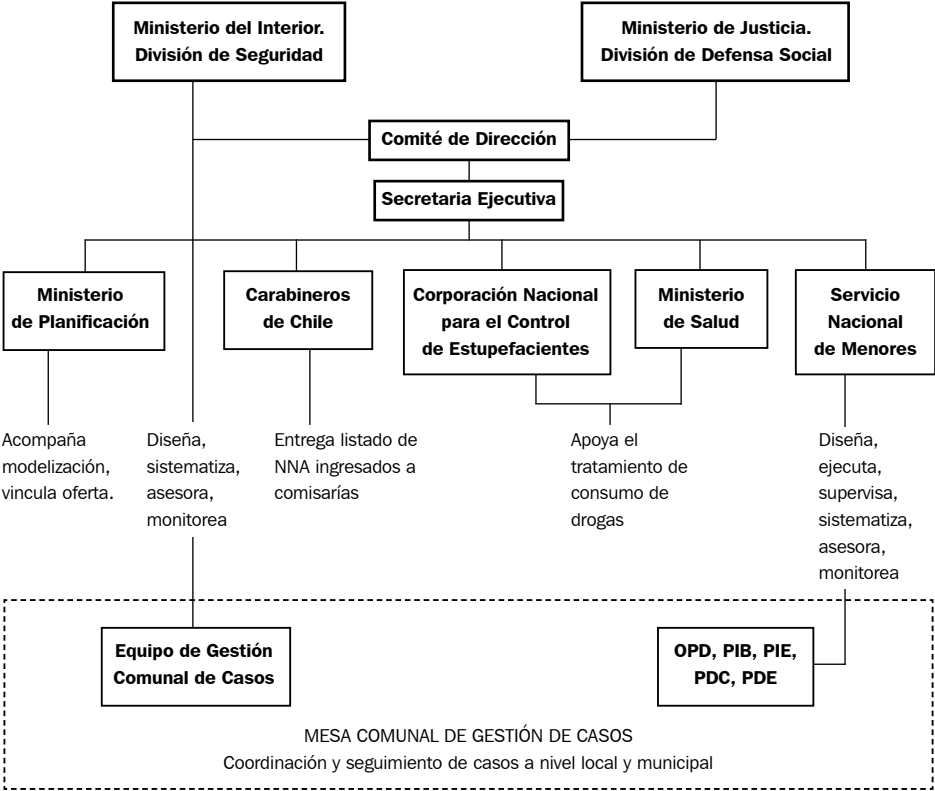 Ministerio del Interior.
División de Seguridad
Ministerio de Justicia.
División de Defensa Social
Comité de Dirección
Secretaria Ejecutiva
Ministerio
de Planificación
Carabineros
de Chile
Corporación Nacional
para el Control
de Estupefacientes
Ministerio
de Salud
Servicio
Nacional
de Menores
Acompaña
modelización,
vincula oferta.
Diseña,
sistematiza,
asesora,
monitorea
Entrega listado de
NNA ingresados a
comisarías
Apoya el
tratamiento de
consumo de
drogas
Diseña,
ejecuta,
supervisa,
sistematiza,
asesora,
monitorea
Equipo de Gestión
Comunal de Casos
OPD, PIB, PIE,
PDC, PDE
MESA COMUNAL DE GESTIÓN DE CASOS
Coordinación y seguimiento de casos a nivel local y municipal